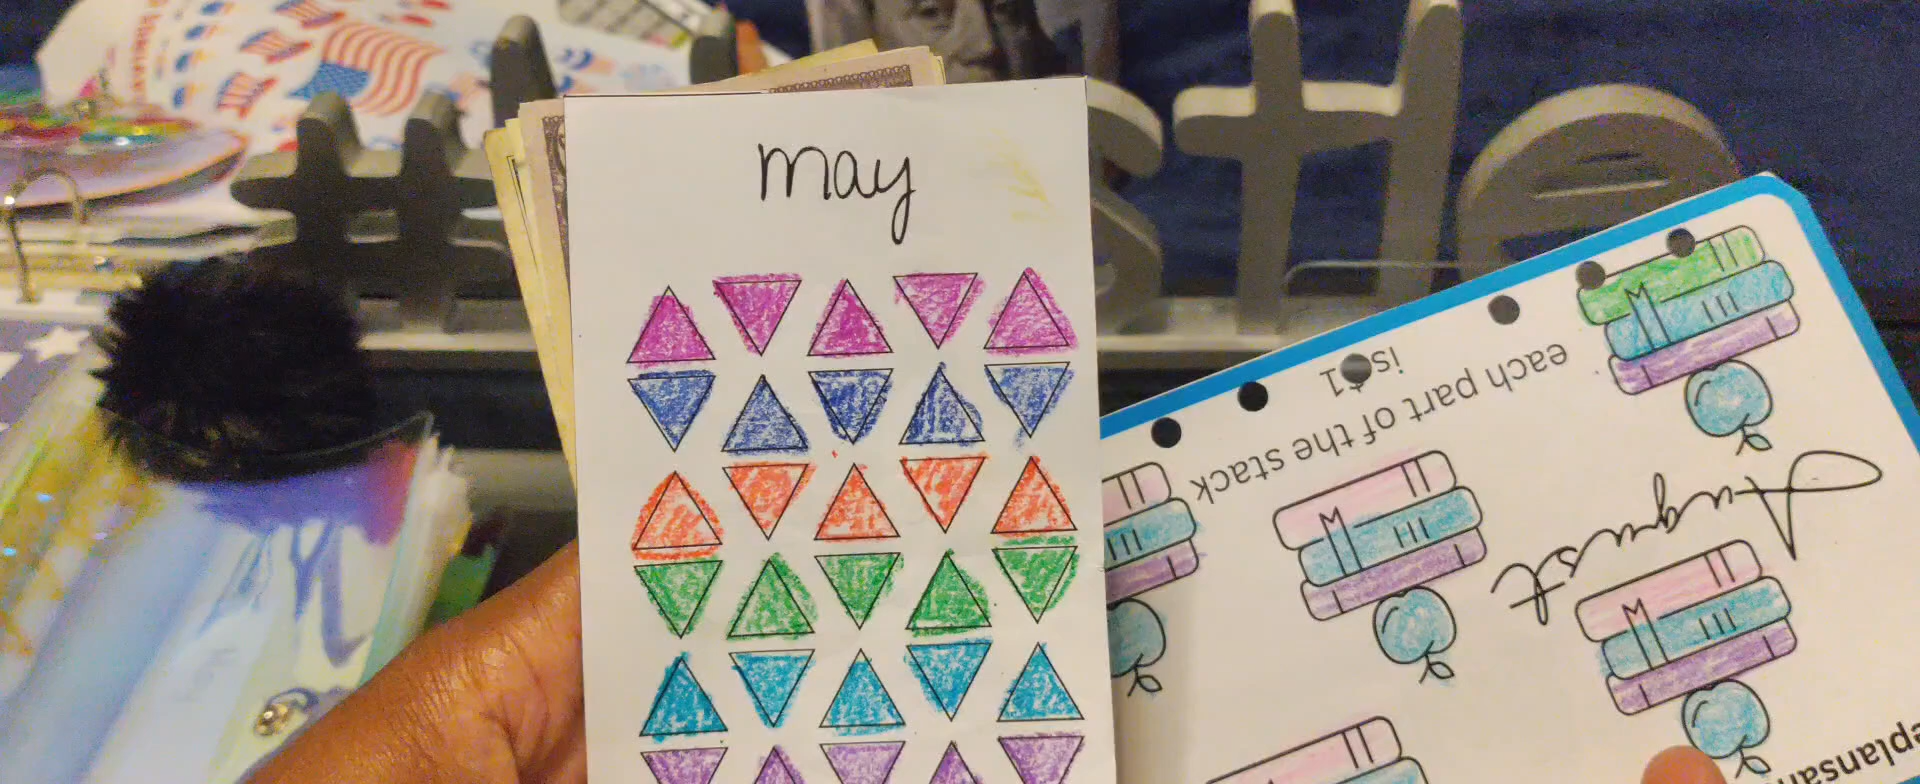 may
each part of the stack
is $1
August